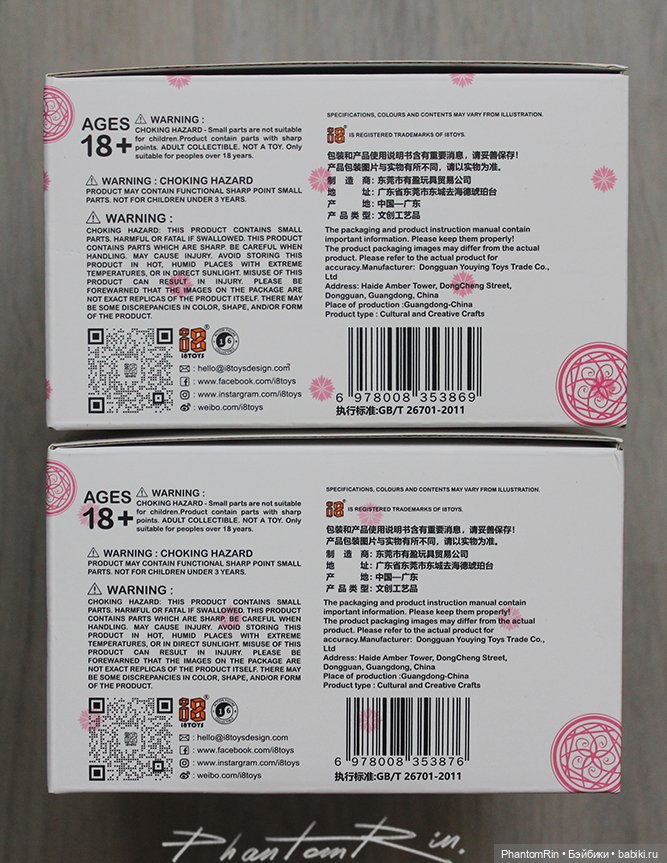 AGES
18+
WARNING :
CHOKING HAZARD - Small parts are not suitable
for children.Product contain parts with sharp
points. ADULT COLLECTIBLE. NOT A TOY. Only
suitable for peoples over 18 years.
WARNING : CHOKING HAZARD
PRODUCT MAY CONTAIN FUNCTIONAL SHARP POINT SMALL
PARTS. NOT FOR CHILDREN UNDER 3 YEARS.
WARNING :
CHOKING HAZARD: THIS PRODUCT CONTAINS SMALL
PARTS. HARMFUL OR FATAL IF SWALLOWED. THIS PRODUCT
CONTAINS PARTS WHICH ARE SHARP. BE CAREFUL WHEN
HANDLING. MAY CAUSE INJURY. AVOID STORING THIS
PRODUCT IN HOT, HUMID PLACES WITH EXTREME
TEMPERATURES, OR IN DIRECT SUNLIGHT. MISUSE OF THIS
PRODUCT CAN RESULT IN INJURY. PLEASE BE
FOREWARNED THAT THE IMAGES ON THE PACKAGE ARE
NOT EXACT REPLICAS OF THE PRODUCT ITSELF. THERE MAY
BE SOME DISCREPANCIES IN COLOR, SHAPE, AND/OR FORM
OF THE PRODUCT.
i8TOYS
1 6
: hello@i8toysdesign.com
: www.facebook.com/i8toys
: www.instargram.com/i8toys
: weibo.com/i8toys
SPECIFICATIONS, COLOURS AND CONTENTS MAY VARY FROM ILLUSTRATION.
IS REGISTERED TRADEMARKS OF I8TOYS.
包装和产品使用说明书含有重要消息，请妥善保存！
产品包装图片与实物有所不同，请以实物为准。
制 造 商：东莞市有盈玩具贸易公司
地 址：广东省东莞市东城去海德琥珀台
产 地：中国—广东
产 品 类 型：文创工艺品
The packaging and product instruction manual contain
important information. Please keep them properly!
The product packaging images may differ from the actual
product. Please refer to the actual product for
accuracy.Manufacturer: Dongguan Youying Toys Trade Co.,
Ltd
Address: Haide Amber Tower, DongCheng Street,
Dongguan, Guangdong, China
Place of production :Guangdong-China
Product type : Cultural and Creative Crafts
6 978008 353869
执行标准:GB/T 26701-2011
AGES
18+
WARNING :
CHOKING HAZARD - Small parts are not suitable
for children.Product contain parts with sharp
points. ADULT COLLECTIBLE. NOT A TOY. Only
suitable for peoples over 18 years.
WARNING : CHOKING HAZARD
PRODUCT MAY CONTAIN FUNCTIONAL SHARP POINT SMALL
PARTS. NOT FOR CHILDREN UNDER 3 YEARS.
WARNING :
CHOKING HAZARD: THIS PRODUCT CONTAINS SMALL
PARTS. HARMFUL OR FATAL IF SWALLOWED. THIS PRODUCT
CONTAINS PARTS WHICH ARE SHARP. BE CAREFUL WHEN
HANDLING. MAY CAUSE INJURY. AVOID STORING THIS
PRODUCT IN HOT, HUMID PLACES WITH EXTREME
TEMPERATURES, OR IN DIRECT SUNLIGHT. MISUSE OF THIS
PRODUCT CAN RESULT IN INJURY. PLEASE BE
FOREWARNED THAT THE IMAGES ON THE PACKAGE ARE
NOT EXACT REPLICAS OF THE PRODUCT ITSELF. THERE MAY
BE SOME DISCREPANCIES IN COLOR, SHAPE, AND/OR FORM
OF THE PRODUCT.
i8TOYS
1 6
: hello@i8toysdesign.com
: www.facebook.com/i8toys
: www.instargram.com/i8toys
: weibo.com/i8toys
SPECIFICATIONS, COLOURS AND CONTENTS MAY VARY FROM ILLUSTRATION.
IS REGISTERED TRADEMARKS OF I8TOYS.
包装和产品使用说明书含有重要消息，请妥善保存！
产品包装图片与实物有所不同，请以实物为准。
制 造 商：东莞市有盈玩具贸易公司
地 址：广东省东莞市东城去海德琥珀台
产 地：中国—广东
产 品 类 型：文创工艺品
The packaging and product instruction manual contain
important information. Please keep them properly!
The product packaging images may differ from the actual
product. Please refer to the actual product for
accuracy.Manufacturer: Dongguan Youying Toys Trade Co.,
Ltd
Address: Haide Amber Tower, DongCheng Street,
Dongguan, Guangdong, China
Place of production :Guangdong-China
Product type : Cultural and Creative Crafts
6 978008 353876
执行标准:GB/T 26701-2011
PhantomRin.
PhantomRin • Бэйбики • babiki.ru